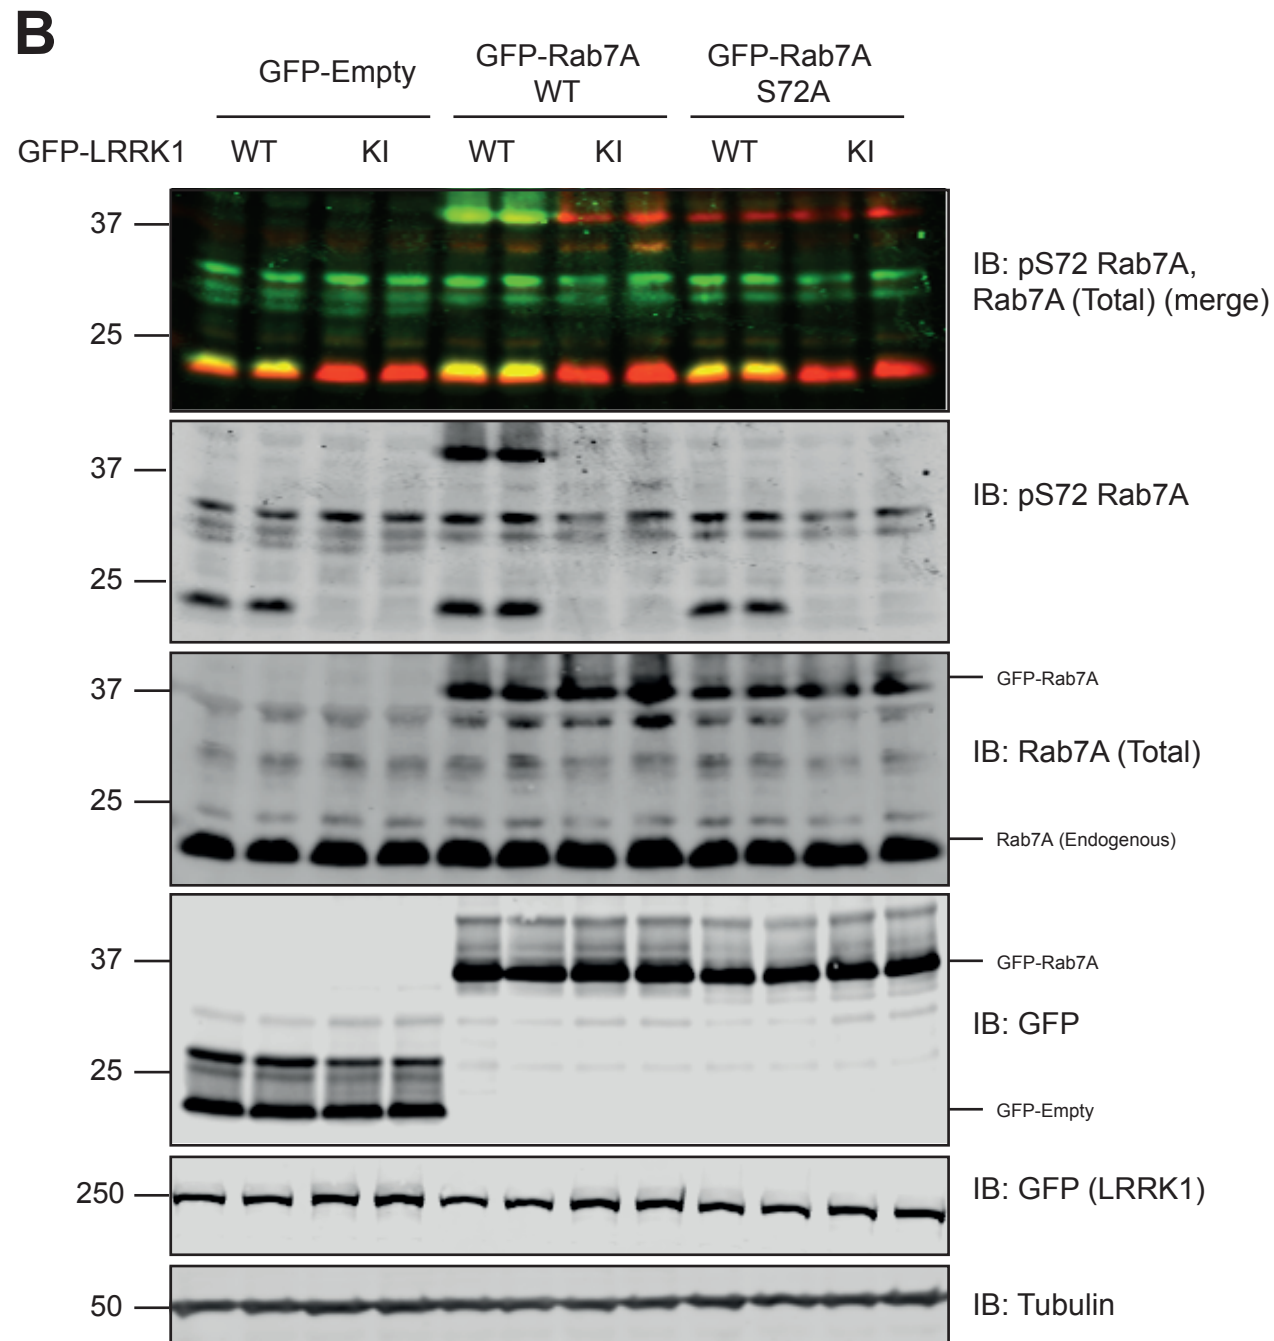 B
GFP-Empty
GFP-Rab7A
WT
GFP-Rab7A
S72A
GFP-LRRK1 WT KI WT KI WT KI
37
25
IB: pS72 Rab7A,
Rab7A (Total) (merge)
37
25
IB: pS72 Rab7A
37
25
GFP-Rab7A
IB: Rab7A (Total)
Rab7A (Endogenous)
37
25
GFP-Rab7A
IB: GFP
GFP-Empty
250
IB: GFP (LRRK1)
50
IB: Tubulin